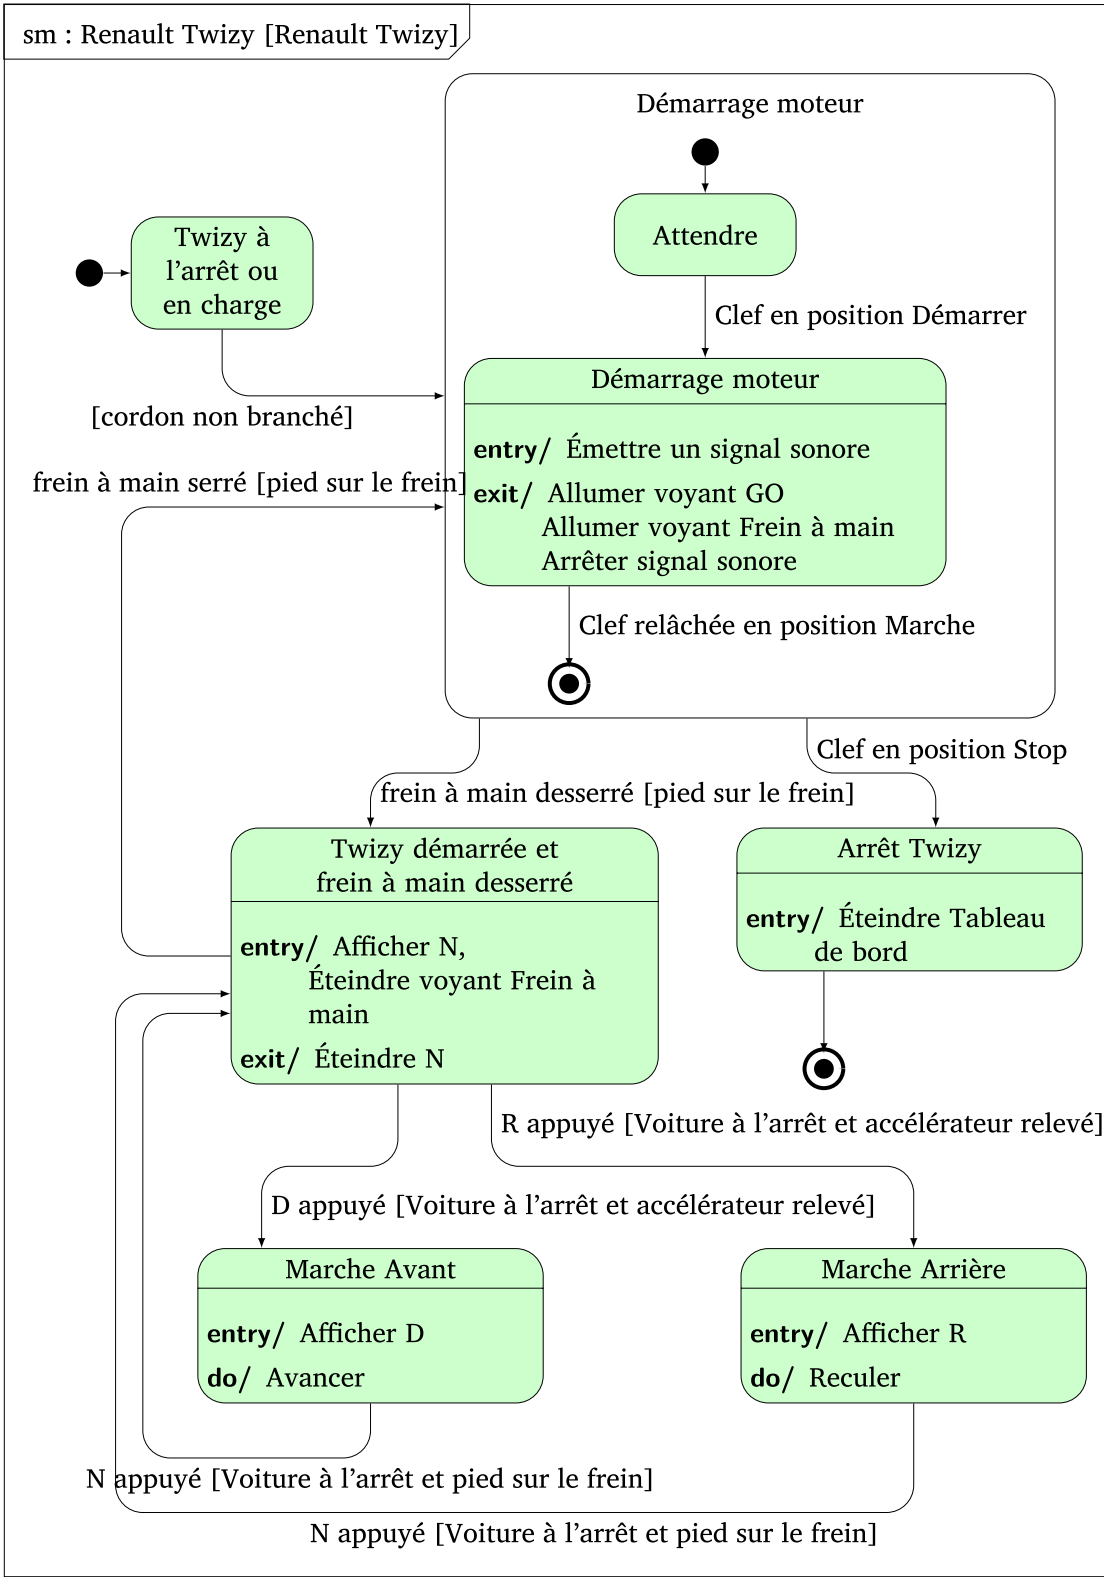 sm : Renault Twizy [Renault Twizy]
Démarrage moteur
Attendre
Twizy à
l'arrêt ou
en charge
Clef en position Démarrer
Démarrage moteur
[cordon non branché]
entry/ Émettre un signal sonore
frein à main serré [pied sur le frein]
exit/ Allumer voyant GO
Allumer voyant Frein à main
Arrêter signal sonore
Clef relâchée en position Marche
Clef en position Stop
frein à main desserré [pied sur le frein]
Twizy démarrée et
frein à main desserré
entry/ Afficher N,
Éteindre voyant Frein à
main
exit/ Éteindre N
Arrêt Twizy
entry/ Éteindre Tableau
de bord
R appuyé [Voiture à l'arrêt et accélérateur relevé]
D appuyé [Voiture à l'arrêt et accélérateur relevé]
Marche Avant
entry/ Afficher D
do/ Avancer
Marche Arrière
entry/ Afficher R
do/ Reculer
N appuyé [Voiture à l'arrêt et pied sur le frein]
N appuyé [Voiture à l'arrêt et pied sur le frein]